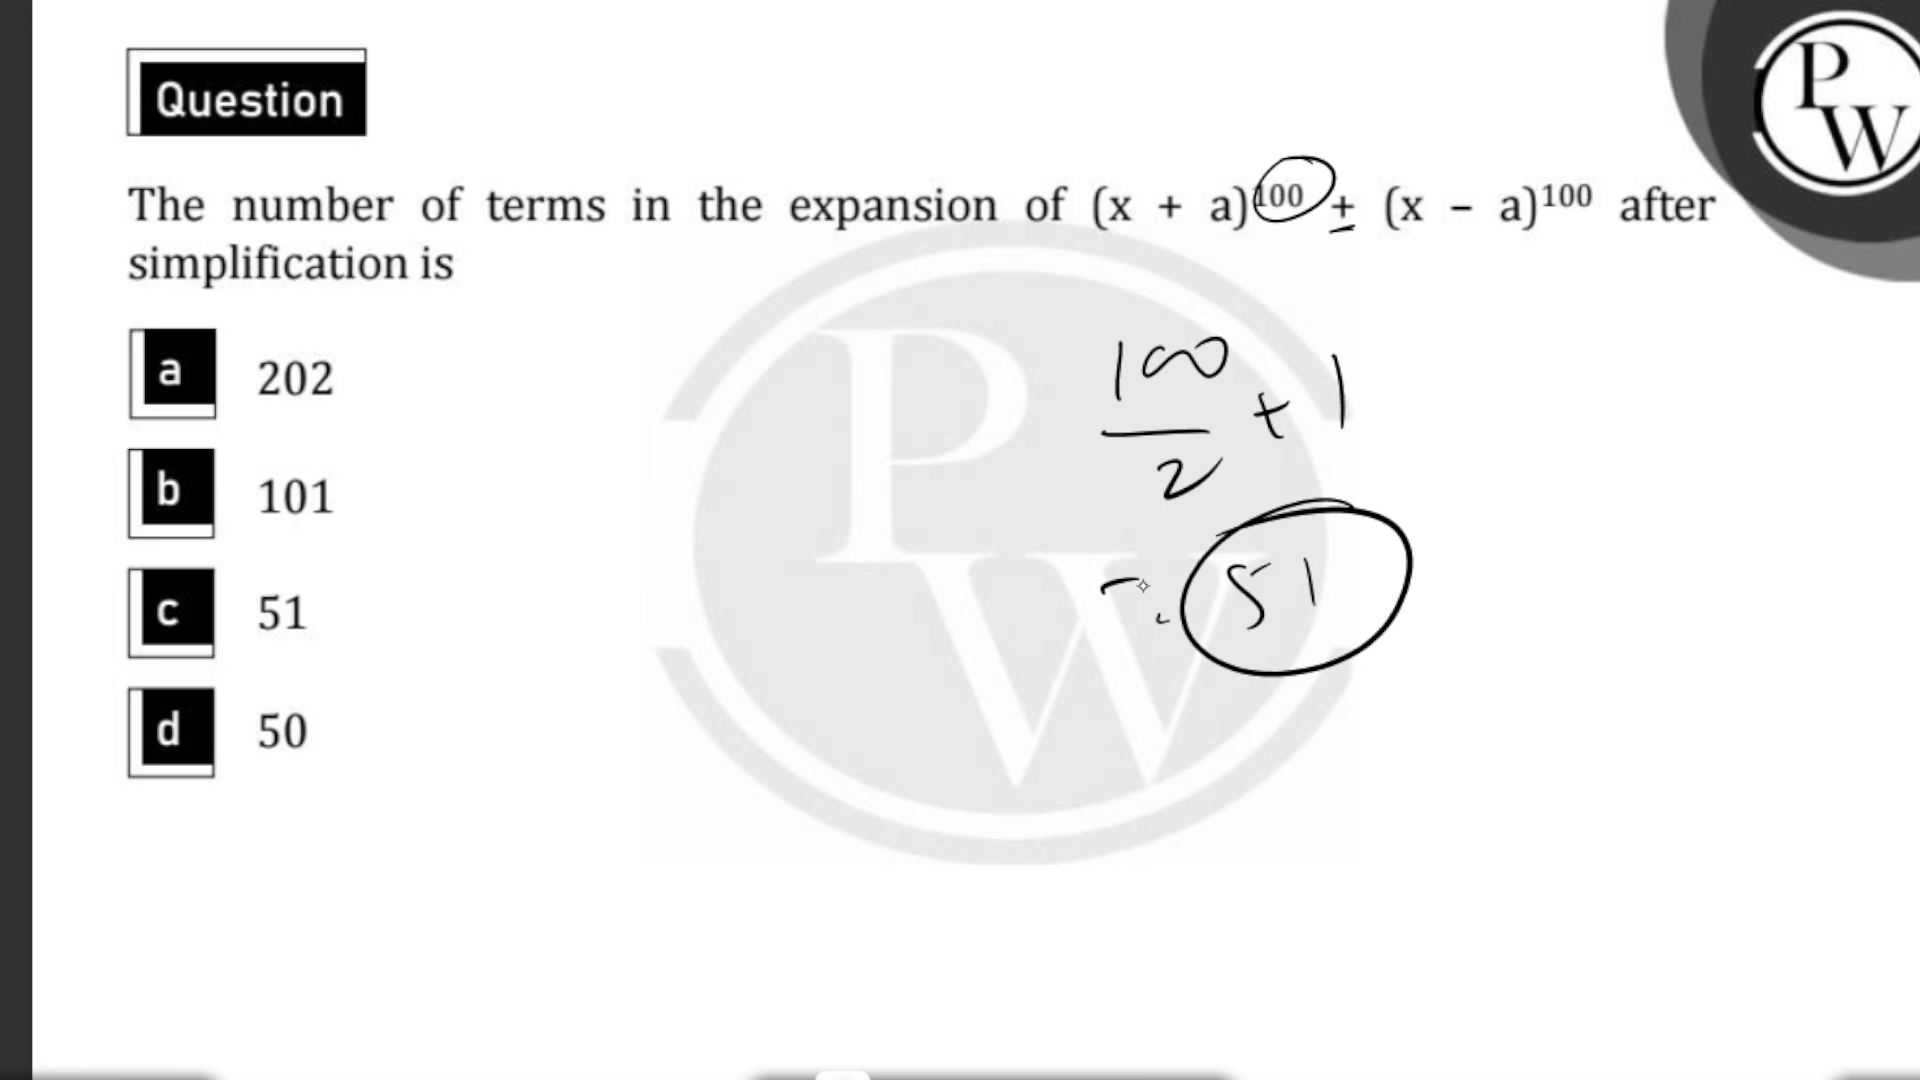 Question
The number of terms in the expansion of (x + a)¹⁰⁰ + (x − a)¹⁰⁰ after
simplification is
a 202
b 101
c 51
d 50
100/2 + 1
= 51
P W
P W